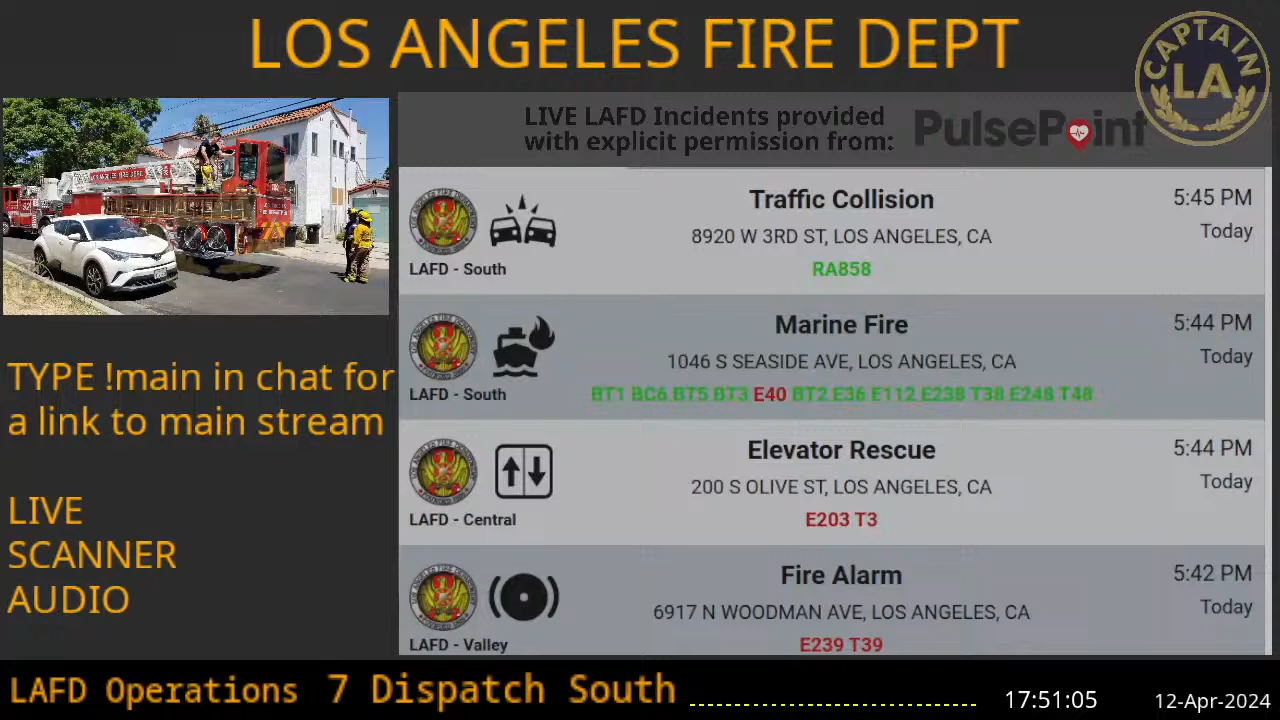 LOS ANGELES FIRE DEPT
CAPTAIN
LA
LIVE LAFD Incidents provided
with explicit permission from:
PulsePoint
Traffic Collision
5:45 PM
8920 W 3RD ST, LOS ANGELES, CA
Today
LAFD - South
RA858
Marine Fire
5:44 PM
1046 S SEASIDE AVE, LOS ANGELES, CA
Today
LAFD - South
BT1 BC6 BT5 BT3 E40 BT2 E36 E112 E238 T38 E248 T48
Elevator Rescue
5:44 PM
200 S OLIVE ST, LOS ANGELES, CA
Today
LAFD - Central
E203 T3
Fire Alarm
5:42 PM
6917 N WOODMAN AVE, LOS ANGELES, CA
Today
LAFD - Valley
E239 T39
TYPE !main in chat for
a link to main stream
LIVE
SCANNER
AUDIO
LAFD Operations 7 Dispatch South
17:51:05
12-Apr-2024